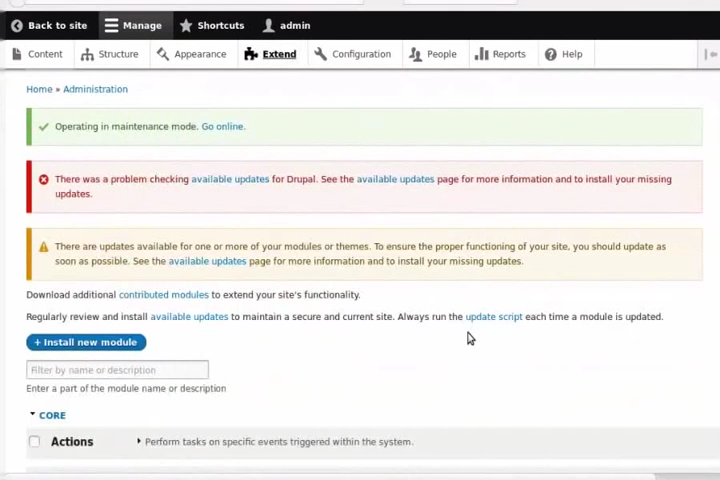 Back to site Manage Shortcuts admin
Content Structure Appearance Extend Configuration People Reports Help
Home » Administration
Operating in maintenance mode. Go online.
There was a problem checking available updates for Drupal. See the available updates page for more information and to install your missing
updates.
There are updates available for one or more of your modules or themes. To ensure the proper functioning of your site, you should update as
soon as possible. See the available updates page for more information and to install your missing updates.
Download additional contributed modules to extend your site's functionality.
Regularly review and install available updates to maintain a secure and current site. Always run the update script each time a module is updated.
+ Install new module
Filter by name or description
Enter a part of the module name or description
CORE
Actions Perform tasks on specific events triggered within the system.